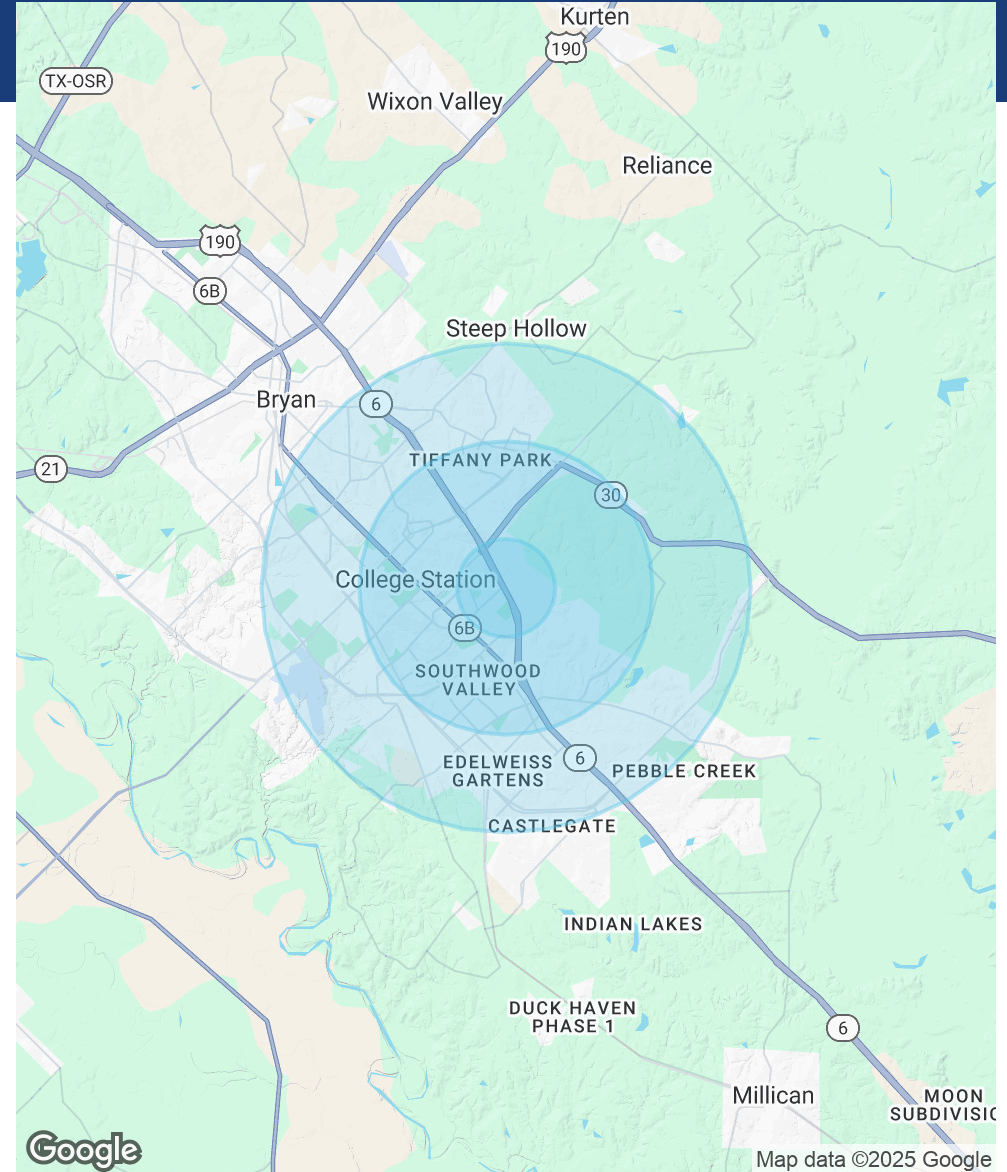 Kurten
190
TX-OSR
Wixon Valley
Reliance
190
6B
Steep Hollow
Bryan
6
TIFFANY PARK
21
30
College Station
6B
SOUTHWOOD
VALLEY
EDELWEISS
GARTENS
6
PEBBLE CREEK
CASTLEGATE
INDIAN LAKES
DUCK HAVEN
PHASE 1
6
Millican
MOON
SUBDIVISIO
Google
Map data ©2025 Google